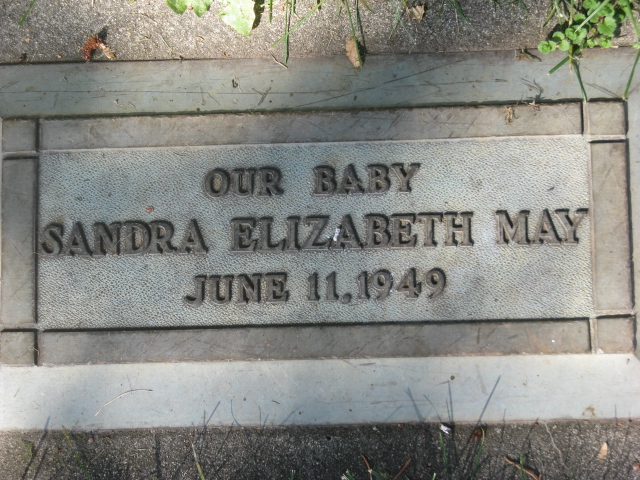 OUR BABY
SANDRA ELIZABETH MAY
JUNE 11, 1949